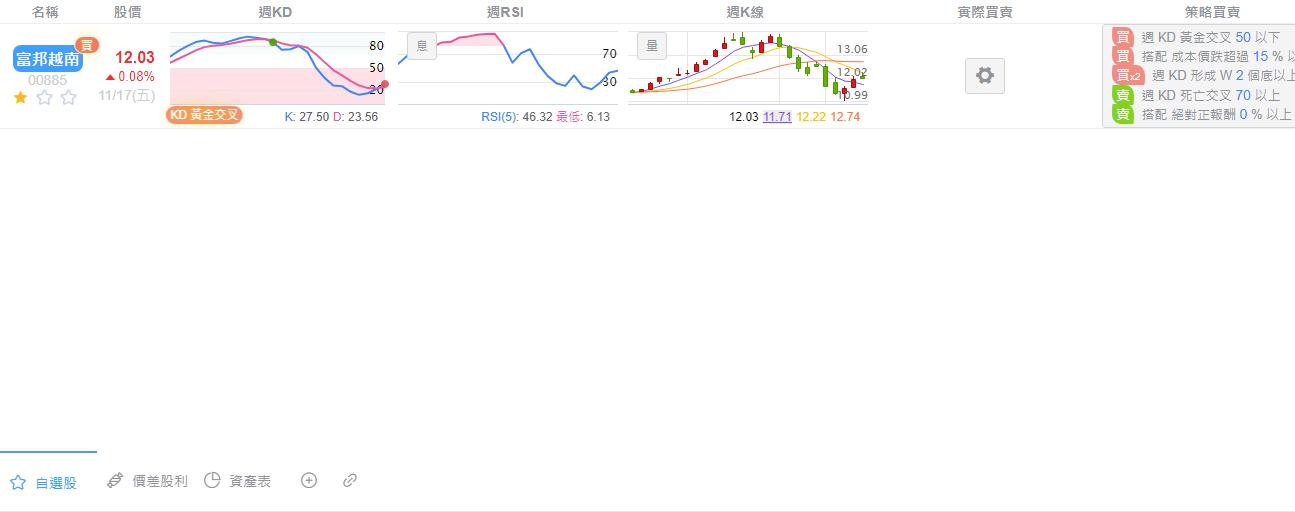 名稱 股價 週KD 週RSI 週K線 實際買賣 策略買賣
富邦越南 買
00885
12.03
0.08%
11/17(五)
80
50
20
KD 黃金交叉
K: 27.50 D: 23.56
息
70
30
RSI(5): 46.32 最低: 6.13
量
13.06
12.02
10.99
12.03 11.71 12.22 12.74
買 週 KD 黃金交叉 50 以下
買 搭配 成本價跌超過 15 % 以
買x2 週 KD 形成 W 2 個底以上
賣 週 KD 死亡交叉 70 以上
賣 搭配 絕對正報酬 0 % 以上
自選股 價差股利 資產表